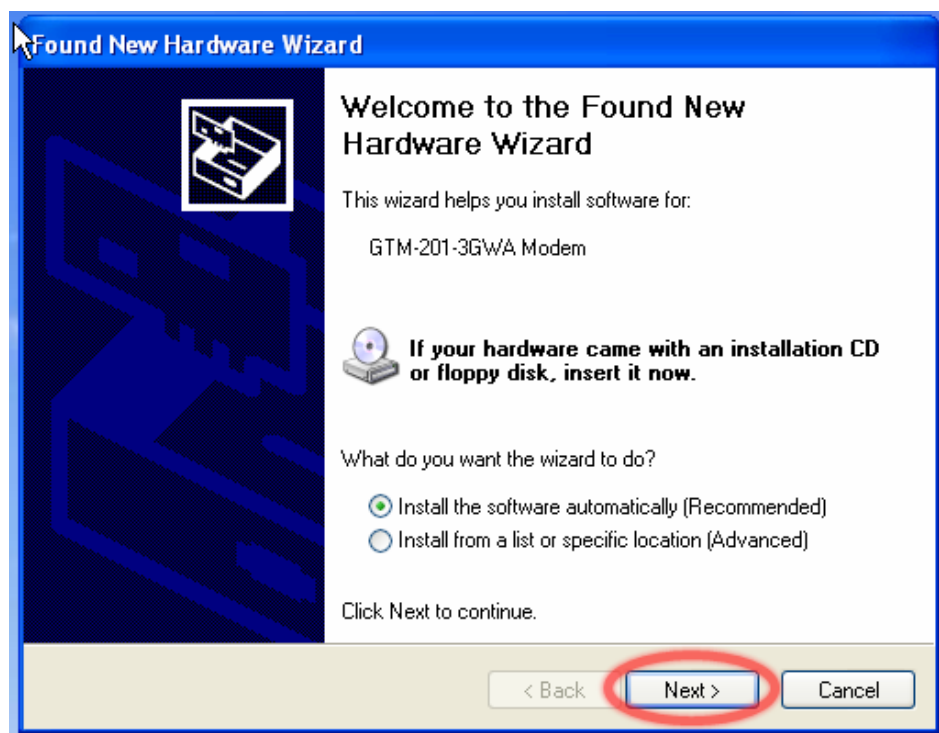 Found New Hardware Wizard
Welcome to the Found New
Hardware Wizard
This wizard helps you install software for:
GTM-201-3GWA Modem
If your hardware came with an installation CD
or floppy disk, insert it now.
What do you want the wizard to do?
Install the software automatically (Recommended)
Install from a list or specific location (Advanced)
Click Next to continue.
< Back Next > Cancel